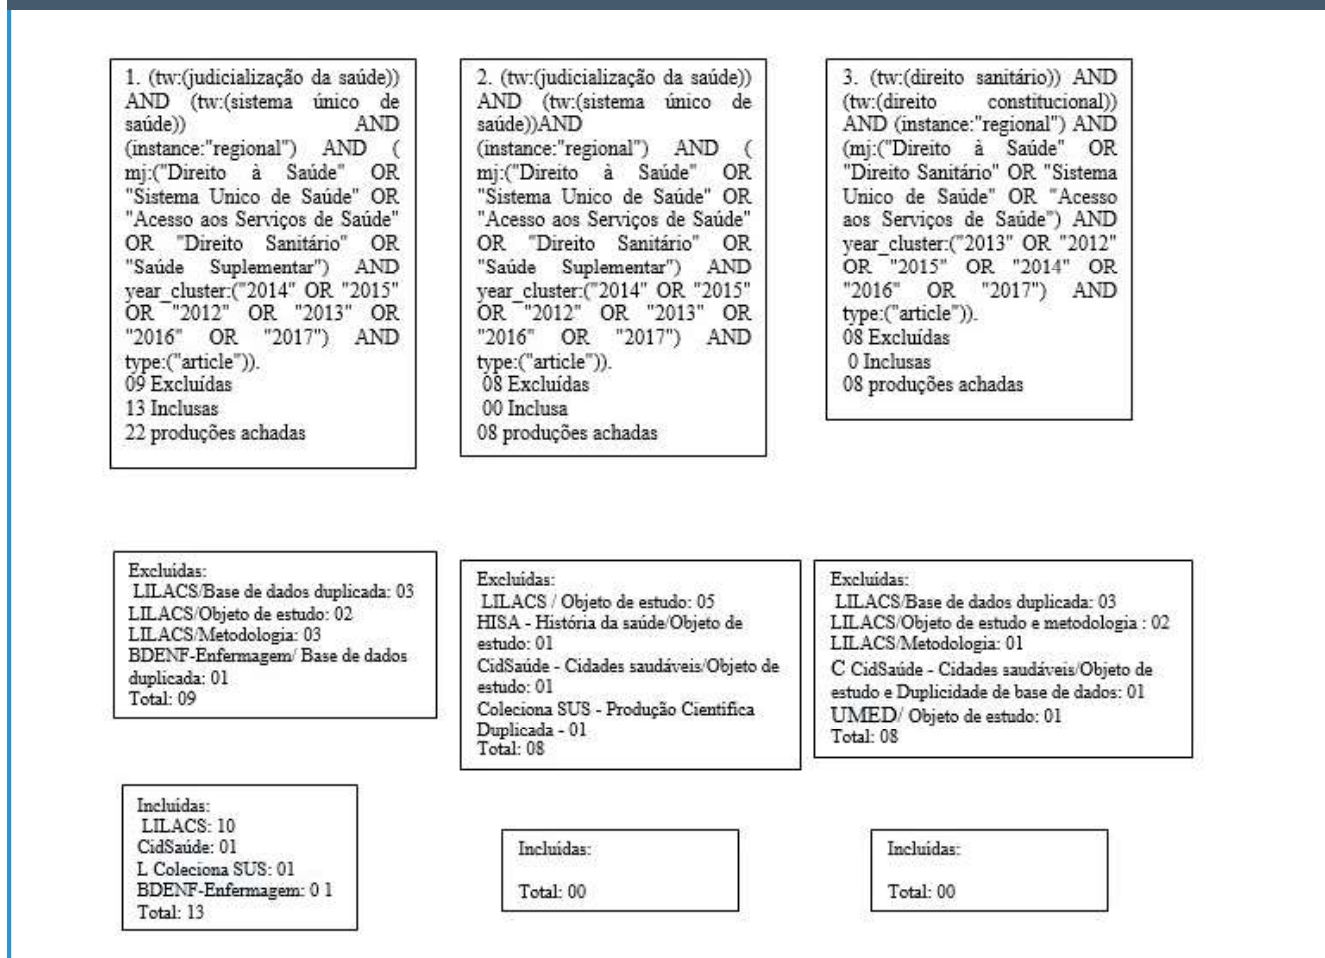 1. (tw:(judicialização da saúde))
AND (tw:(sistema único de
saúde)) AND
(instance:"regional") AND (
mj:("Direito à Saúde" OR
"Sistema Unico de Saúde" OR
"Acesso aos Serviços de Saúde"
OR "Direito Sanitário" OR
"Saúde Suplementar") AND
year_cluster:("2014" OR "2015"
OR "2012" OR "2013" OR
"2016" OR "2017") AND
type:("article")).
09 Excluídas
13 Inclusas
22 produções achadas
2. (tw:(judicialização da saúde))
AND (tw:(sistema único de
saúde))AND
(instance:"regional") AND (
mj:("Direito à Saúde" OR
"Sistema Unico de Saúde" OR
"Acesso aos Serviços de Saúde"
OR "Direito Sanitário" OR
"Saúde Suplementar") AND
year_cluster:("2014" OR "2015"
OR "2012" OR "2013" OR
"2016" OR "2017") AND
type:("article")).
08 Excluídas
00 Inclusa
08 produções achadas
3. (tw:(direito sanitário)) AND
(tw:(direito constitucional))
AND (instance:"regional") AND
(mj:("Direito à Saúde" OR
"Direito Sanitário" OR "Sistema
Unico de Saúde" OR "Acesso
aos Serviços de Saúde") AND
year_cluster:("2013" OR "2012"
OR "2015" OR "2014" OR
"2016" OR "2017") AND
type:("article")).
08 Excluídas
0 Inclusas
08 produções achadas
Excluídas:
LILACS/Base de dados duplicada: 03
LILACS/Objeto de estudo: 02
LILACS/Metodologia: 03
BDENF-Enfermagem/ Base de dados
duplicada: 01
Total: 09
Excluídas:
LILACS / Objeto de estudo: 05
HISA - História da saúde/Objeto de
estudo: 01
CidSaúde - Cidades saudáveis/Objeto de
estudo: 01
Coleciona SUS - Produção Científica
Duplicada - 01
Total: 08
Excluídas:
LILACS/Base de dados duplicada: 03
LILACS/Objeto de estudo e metodologia : 02
LILACS/Metodologia: 01
C CidSaúde - Cidades saudáveis/Objeto de
estudo e Duplicidade de base de dados: 01
UMED/ Objeto de estudo: 01
Total: 08
Incluídas:
LILACS: 10
CidSaúde: 01
L Coleciona SUS: 01
BDENF-Enfermagem: 0 1
Total: 13
Incluídas:
Total: 00
Incluídas:
Total: 00